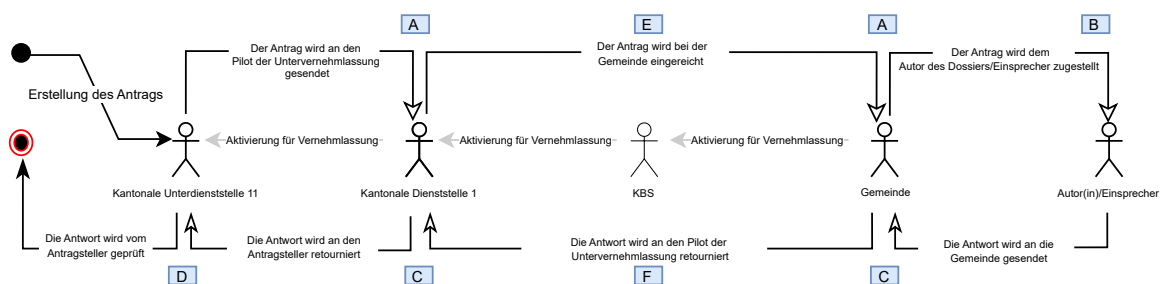 A
E
A
B
Der Antrag wird an den
Pilot der Untervernehmlassung
gesendet
Der Antrag wird bei der
Gemeinde eingereicht
Der Antrag wird dem
Autor des Dossiers/Einsprecher zugestellt
Erstellung des Antrags
Aktivierung für Vernehmlassung
Aktivierung für Vernehmlassung
Aktivierung für Vernehmlassung
Kantonale Unterdienststelle 11
Kantonale Dienststelle 1
KBS
Gemeinde
Autor(in)/Einsprecher
Die Antwort wird vom
Antragsteller geprüft
Die Antwort wird an den
Antragsteller retourniert
Die Antwort wird an den Pilot der
Untervernehmlassung retourniert
Die Antwort wird an die
Gemeinde gesendet
D
C
F
C